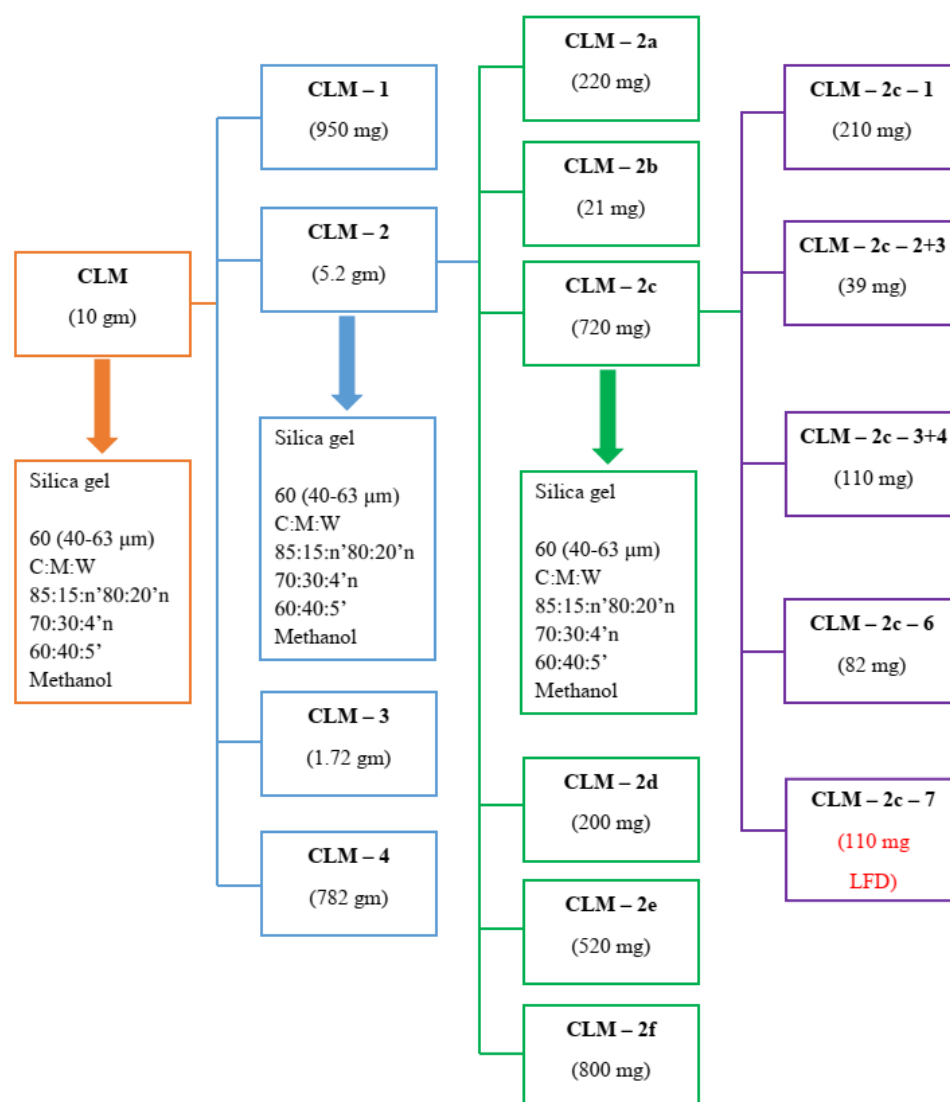 CLM
(10 gm)
Silica gel
60 (40-63 μm)
C:M:W
85:15:n’80:20’n
70:30:4’n
60:40:5’
Methanol
CLM – 1
(950 mg)
CLM – 2
(5.2 gm)
Silica gel
60 (40-63 μm)
C:M:W
85:15:n’80:20’n
70:30:4’n
60:40:5’
Methanol
CLM – 3
(1.72 gm)
CLM – 4
(782 gm)
CLM – 2a
(220 mg)
CLM – 2b
(21 mg)
CLM – 2c
(720 mg)
Silica gel
60 (40-63 μm)
C:M:W
85:15:n’80:20’n
70:30:4’n
60:40:5’
Methanol
CLM – 2d
(200 mg)
CLM – 2e
(520 mg)
CLM – 2f
(800 mg)
CLM – 2c – 1
(210 mg)
CLM – 2c – 2+3
(39 mg)
CLM – 2c – 3+4
(110 mg)
CLM – 2c – 6
(82 mg)
CLM – 2c – 7
(110 mg
LFD)